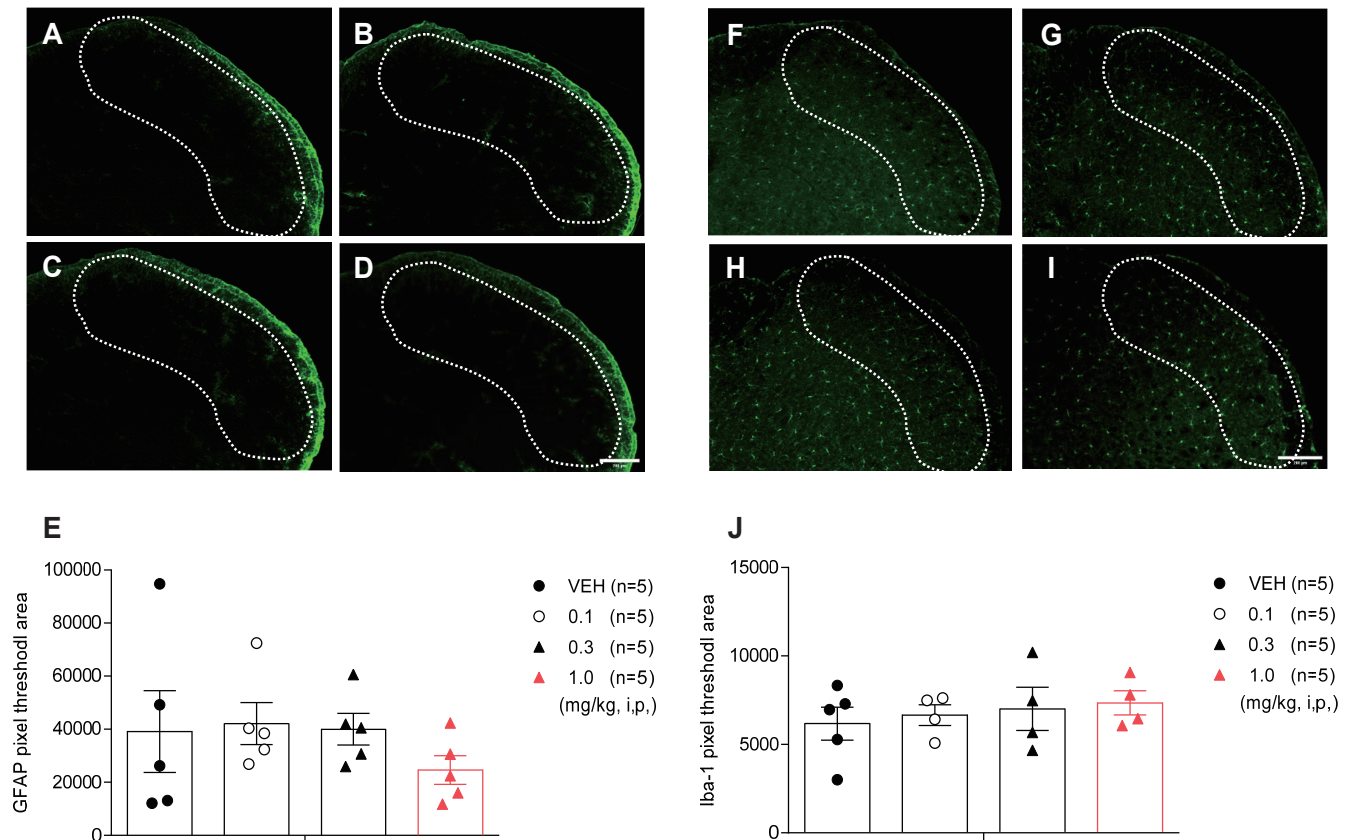 A
B
C
D
F
G
H
I
E
GFAP pixel thresholdl area
100000
80000
60000
40000
20000
0
VEH (n=5)
0.1 (n=5)
0.3 (n=5)
1.0 (n=5)
(mg/kg, i,p,)
J
Iba-1 pixel thresholdl area
15000
10000
5000
0
VEH (n=5)
0.1 (n=5)
0.3 (n=5)
1.0 (n=5)
(mg/kg, i,p,)